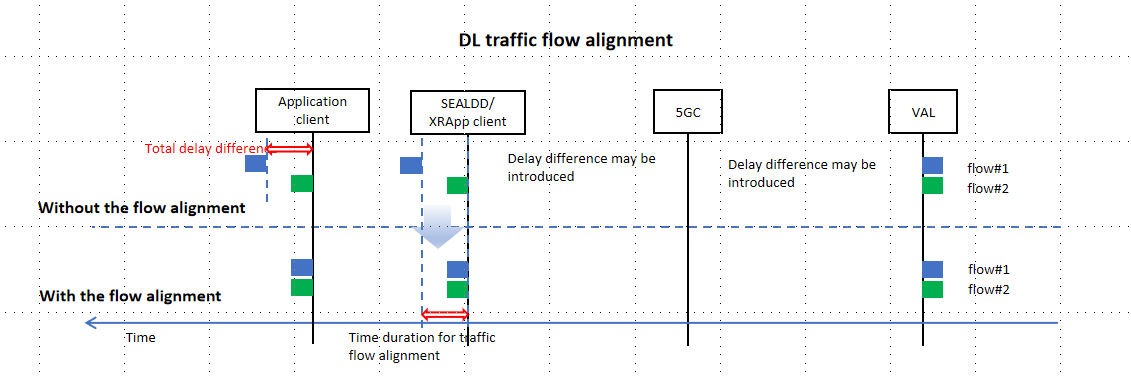 DL traffic flow alignment
Application
client
SEALDD/
XRApp client
5GC
VAL
Total delay differenc
Delay difference may be
introduced
Delay difference may be
introduced
flow#1
flow#2
Without the flow alignment
flow#1
flow#2
With the flow alignment
Time
Time duration for traffic
flow alignment